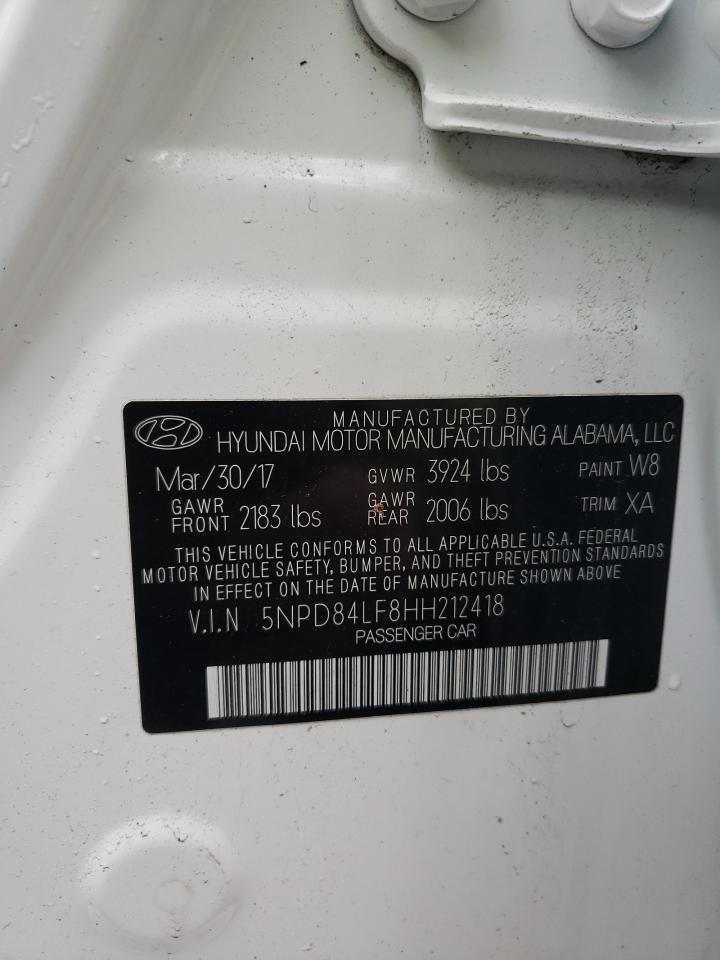 MANUFACTURED BY
HYUNDAI MOTOR MANUFACTURING ALABAMA, LLC
Mar/30/17 GVWR 3924 lbs PAINT W8
GAWR FRONT 2183 lbs GAWR REAR 2006 lbs TRIM XA
THIS VEHICLE CONFORMS TO ALL APPLICABLE U.S.A. FEDERAL
MOTOR VEHICLE SAFETY, BUMPER, AND THEFT PREVENTION STANDARDS
IN EFFECT ON THE DATE OF MANUFACTURE SHOWN ABOVE
V.I.N 5NPD84LF8HH212418
PASSENGER CAR